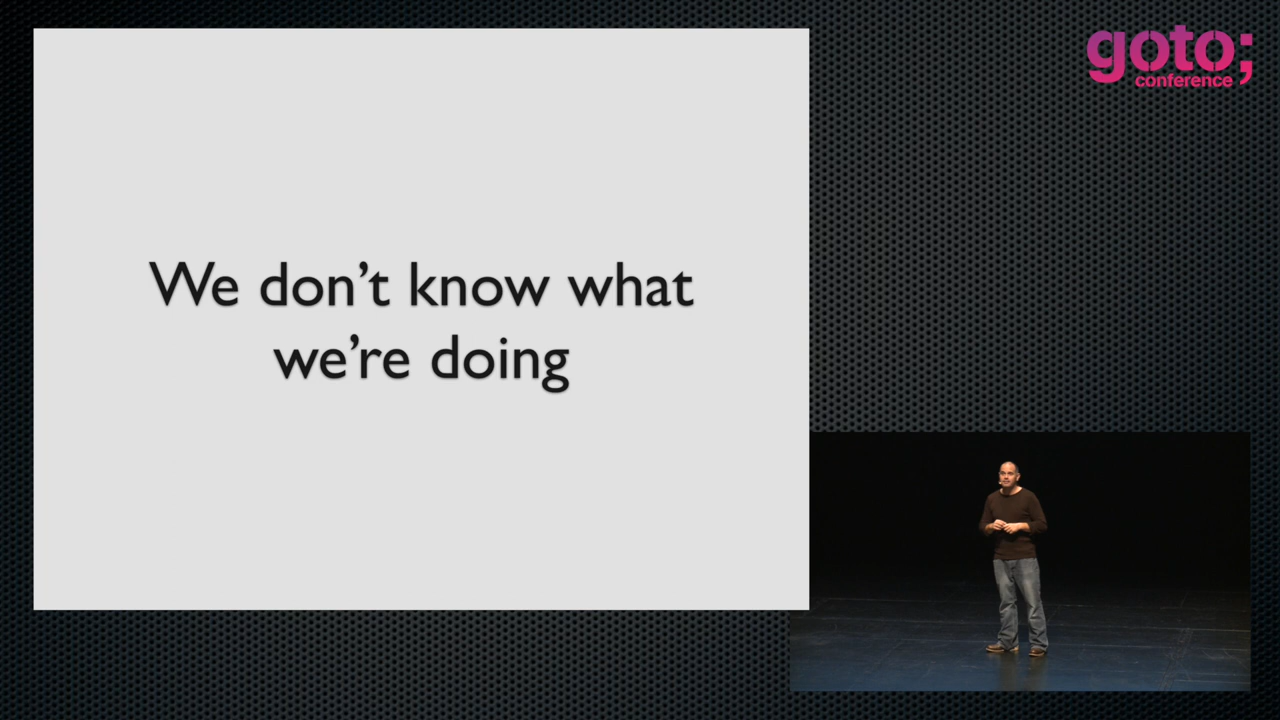 goto;
conference
We don’t know what
we’re doing